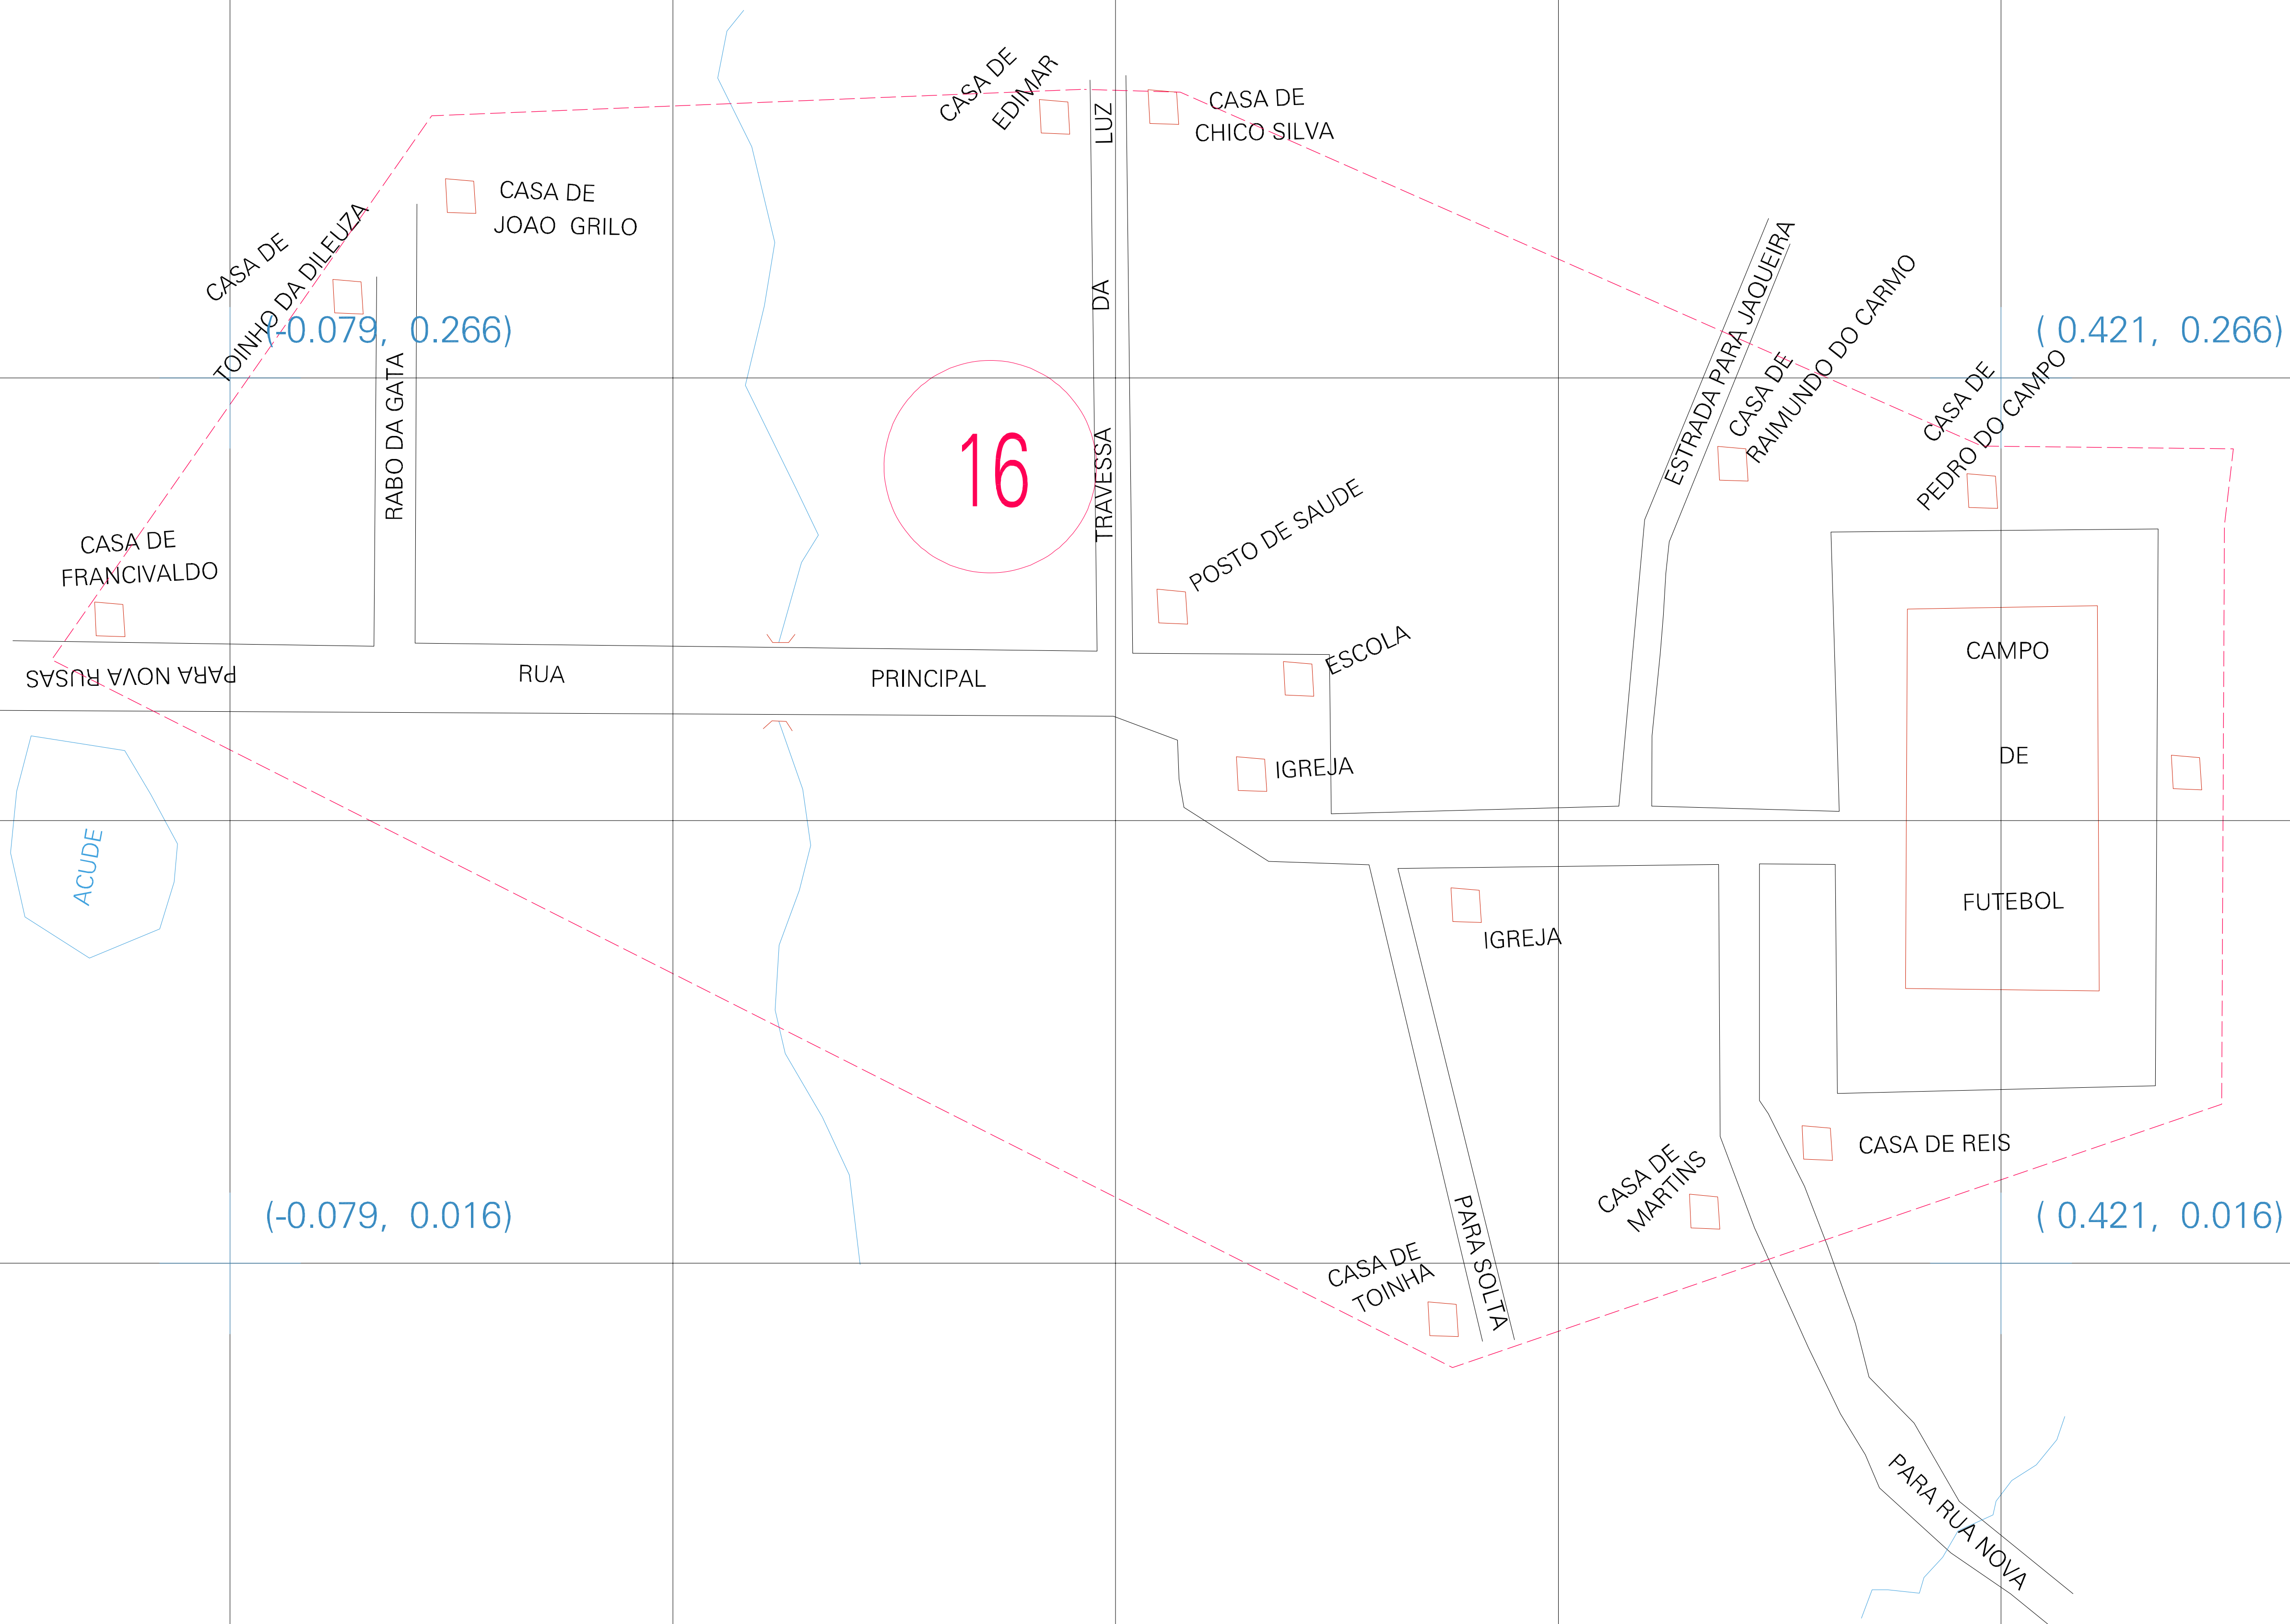 CASA DE
EDIMAR
LUZ
CASA DE
CHICO SILVA
CASA DE
JOAO  GRILO
CASA DE
TOINHO DA DILEUZA
(-0.079,  0.266)
DA
ESTRADA PARA JAQUEIRA
CASA DE
RAIMUNDO DO CARMO
( 0.421,  0.266)
RABO DA GATA
16
TRAVESSA
CASA DE
PEDRO DO CAMPO
POSTO DE SAUDE
CASA DE
FRANCIVALDO
ESCOLA
CAMPO
PARA NOVA RUSAS
RUA
PRINCIPAL
IGREJA
DE
ACUDE
FUTEBOL
IGREJA
CASA DE REIS
CASA DE
MARTINS
(-0.079,  0.016)
( 0.421,  0.016)
PARA SOLTA
CASA DE
TOINHA
PARA RUA NOVA